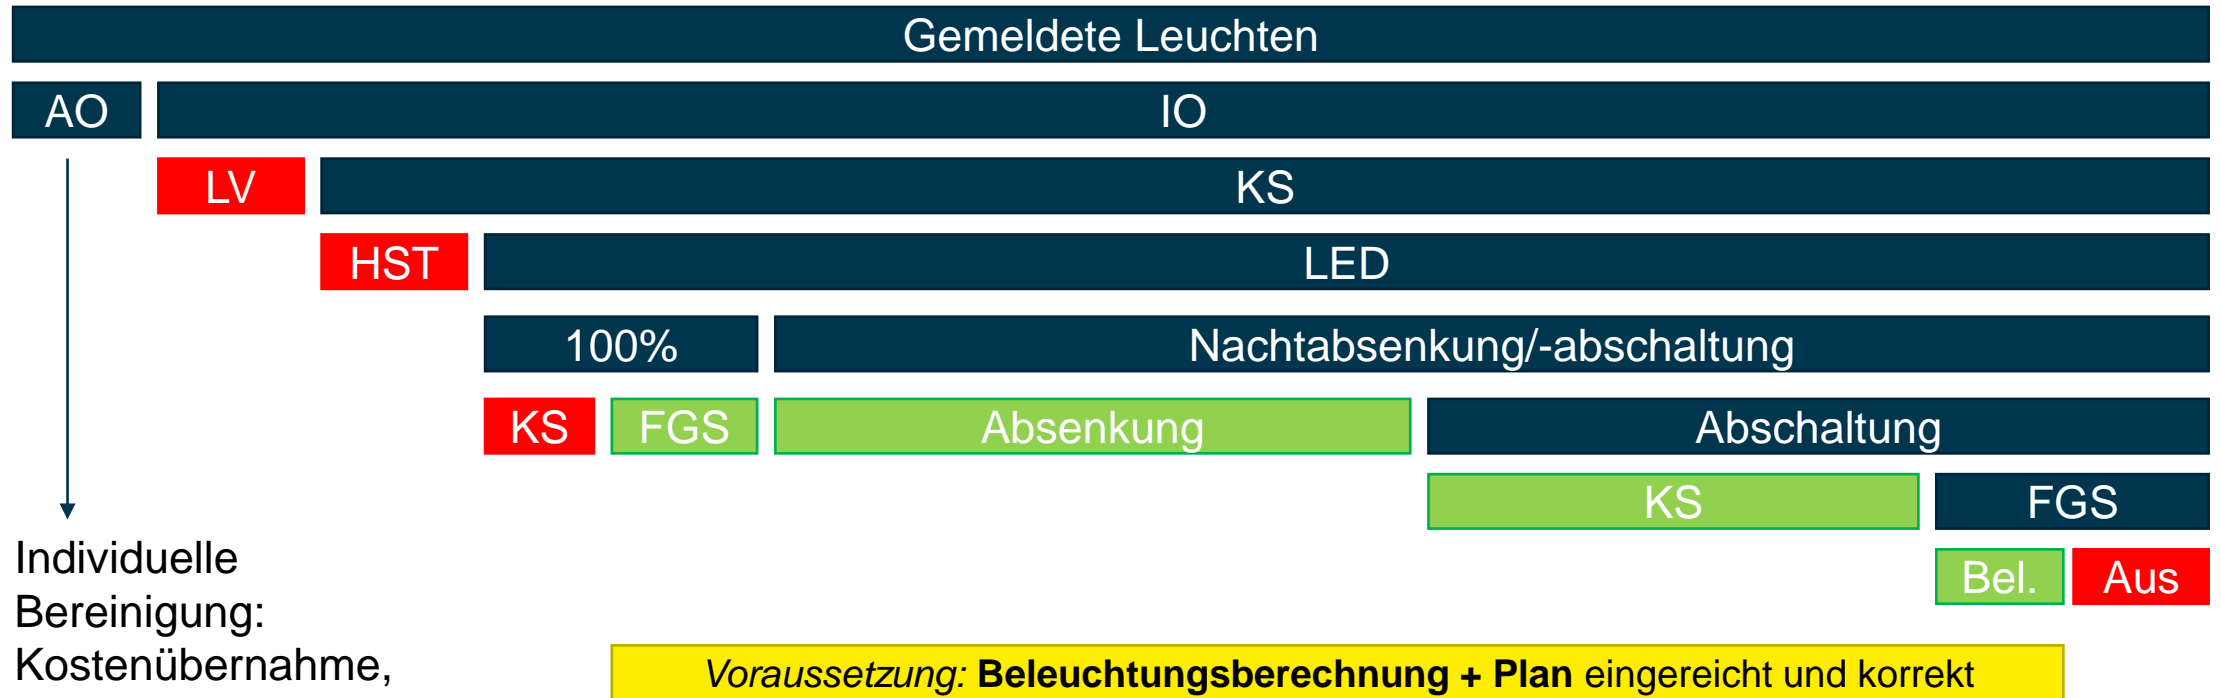 Gemeldete Leuchten
AO IO
LV KS
HST LED
100% Nachtabsenkung/-abschaltung
KS FGS Absenkung Abschaltung
KS FGS
Bel. Aus
Individuelle
Bereinigung:
Kostenübernahme,
Voraussetzung: Beleuchtungsberechnung + Plan eingereicht und korrekt